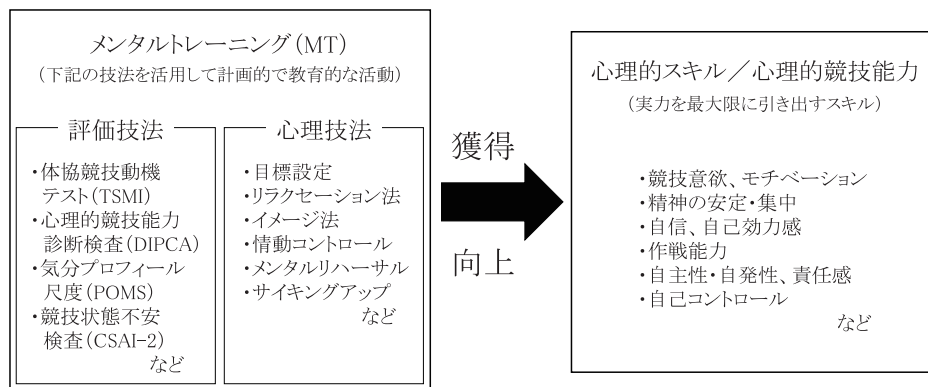 メンタルトレーニング(MT)
(下記の技法を活用して計画的で教育的な活動)
評価技法
・体協競技動機
テスト(TSMI)
・心理的競技能力
診断検査(DIPCA)
・気分プロフィール
尺度(POMS)
・競技状態不安
検査(CSAI-2)
など
心理技法
・目標設定
・リラクセーション法
・イメージ法
・情動コントロール
・メンタルリハーサル
・サイキングアップ
など
獲得
向上
心理的スキル/心理的競技能力
(実力を最大限に引き出すスキル)
・競技意欲、モチベーション
・精神の安定・集中
・自信、自己効力感
・作戦能力
・自主性・自発性、責任感
・自己コントロール
など